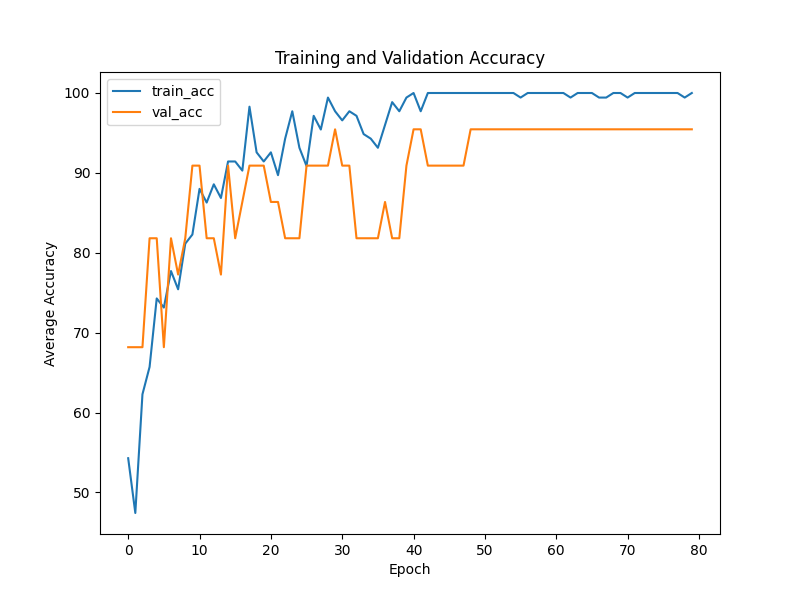 Training and Validation Accuracy
train_acc
val_acc
100
90
80
70
60
50
Average Accuracy
0 10 20 30 40 50 60 70 80
Epoch